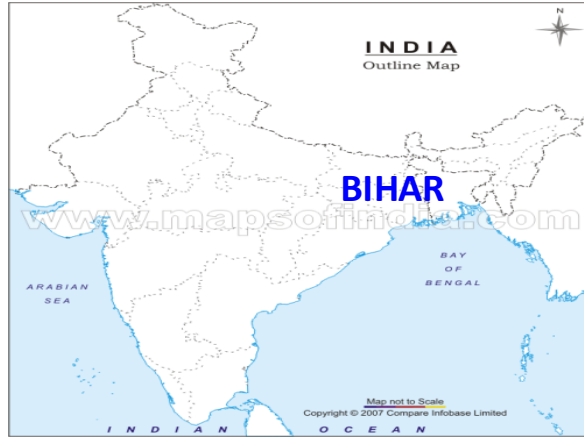 N
INDIA
Outline Map
BIHAR
www.mapsofindia.com
ARABIAN
SEA
BAY
OF
BENGAL
Map not to Scale
Copyright © 2007 Compare Infobase Limited
INDIAN OCEAN